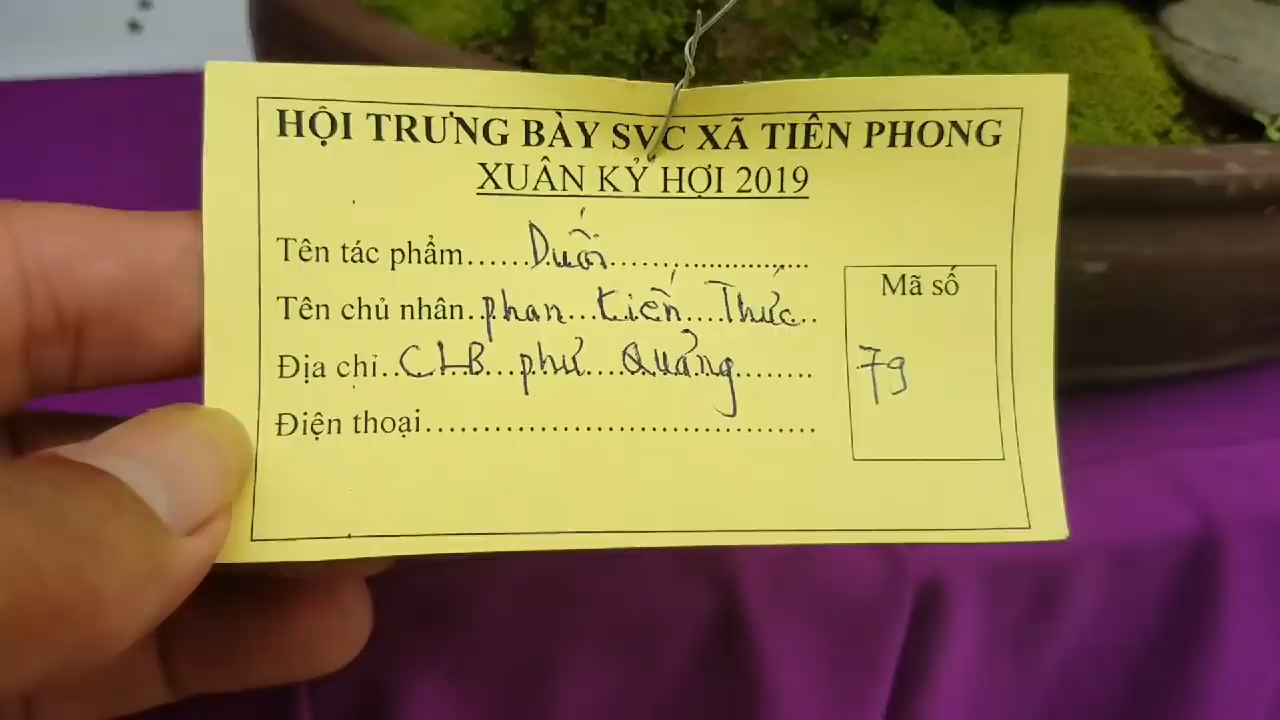 HỘI TRƯNG BÀY SVC XÃ TIÊN PHONG
XUÂN KỶ HỢI 2019
Tên tác phẩm......Duối....................
Tên chủ nhân..phan...Kiến....Thức..
Địa chỉ..CLB...phú....Quảng........
Điện thoại...................................
Mã số
79